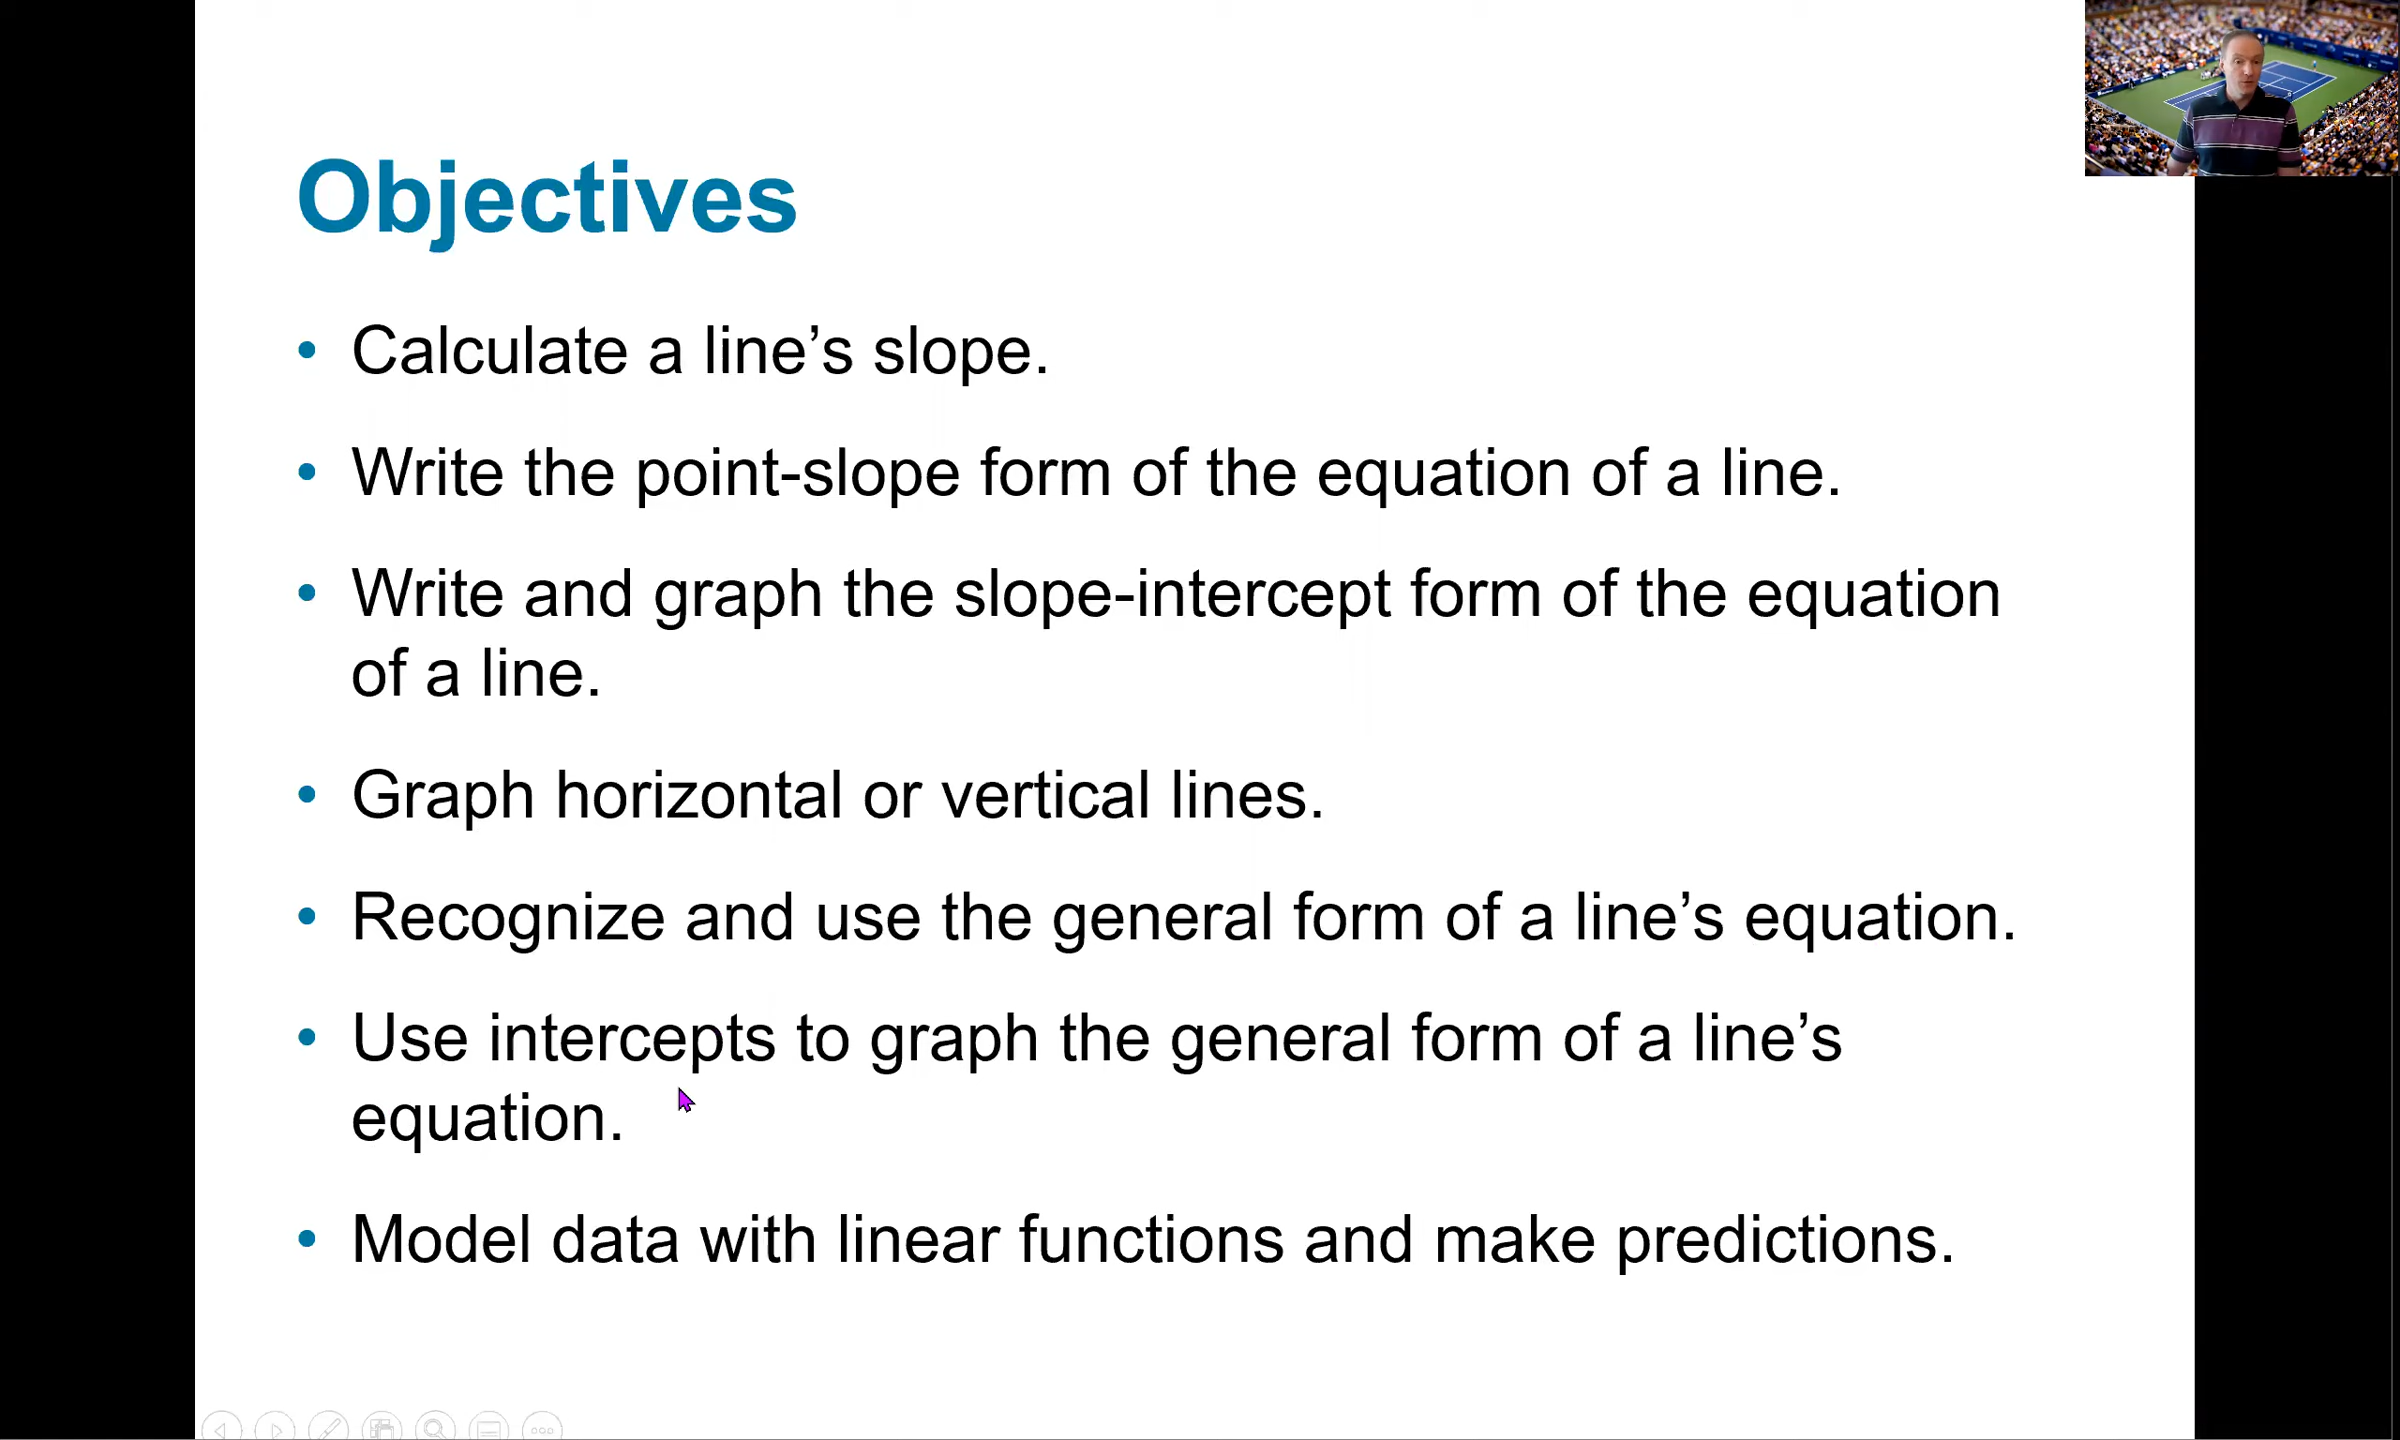 Objectives
• Calculate a line’s slope.
• Write the point-slope form of the equation of a line.
• Write and graph the slope-intercept form of the equation
of a line.
• Graph horizontal or vertical lines.
• Recognize and use the general form of a line’s equation.
• Use intercepts to graph the general form of a line’s
equation.
• Model data with linear functions and make predictions.